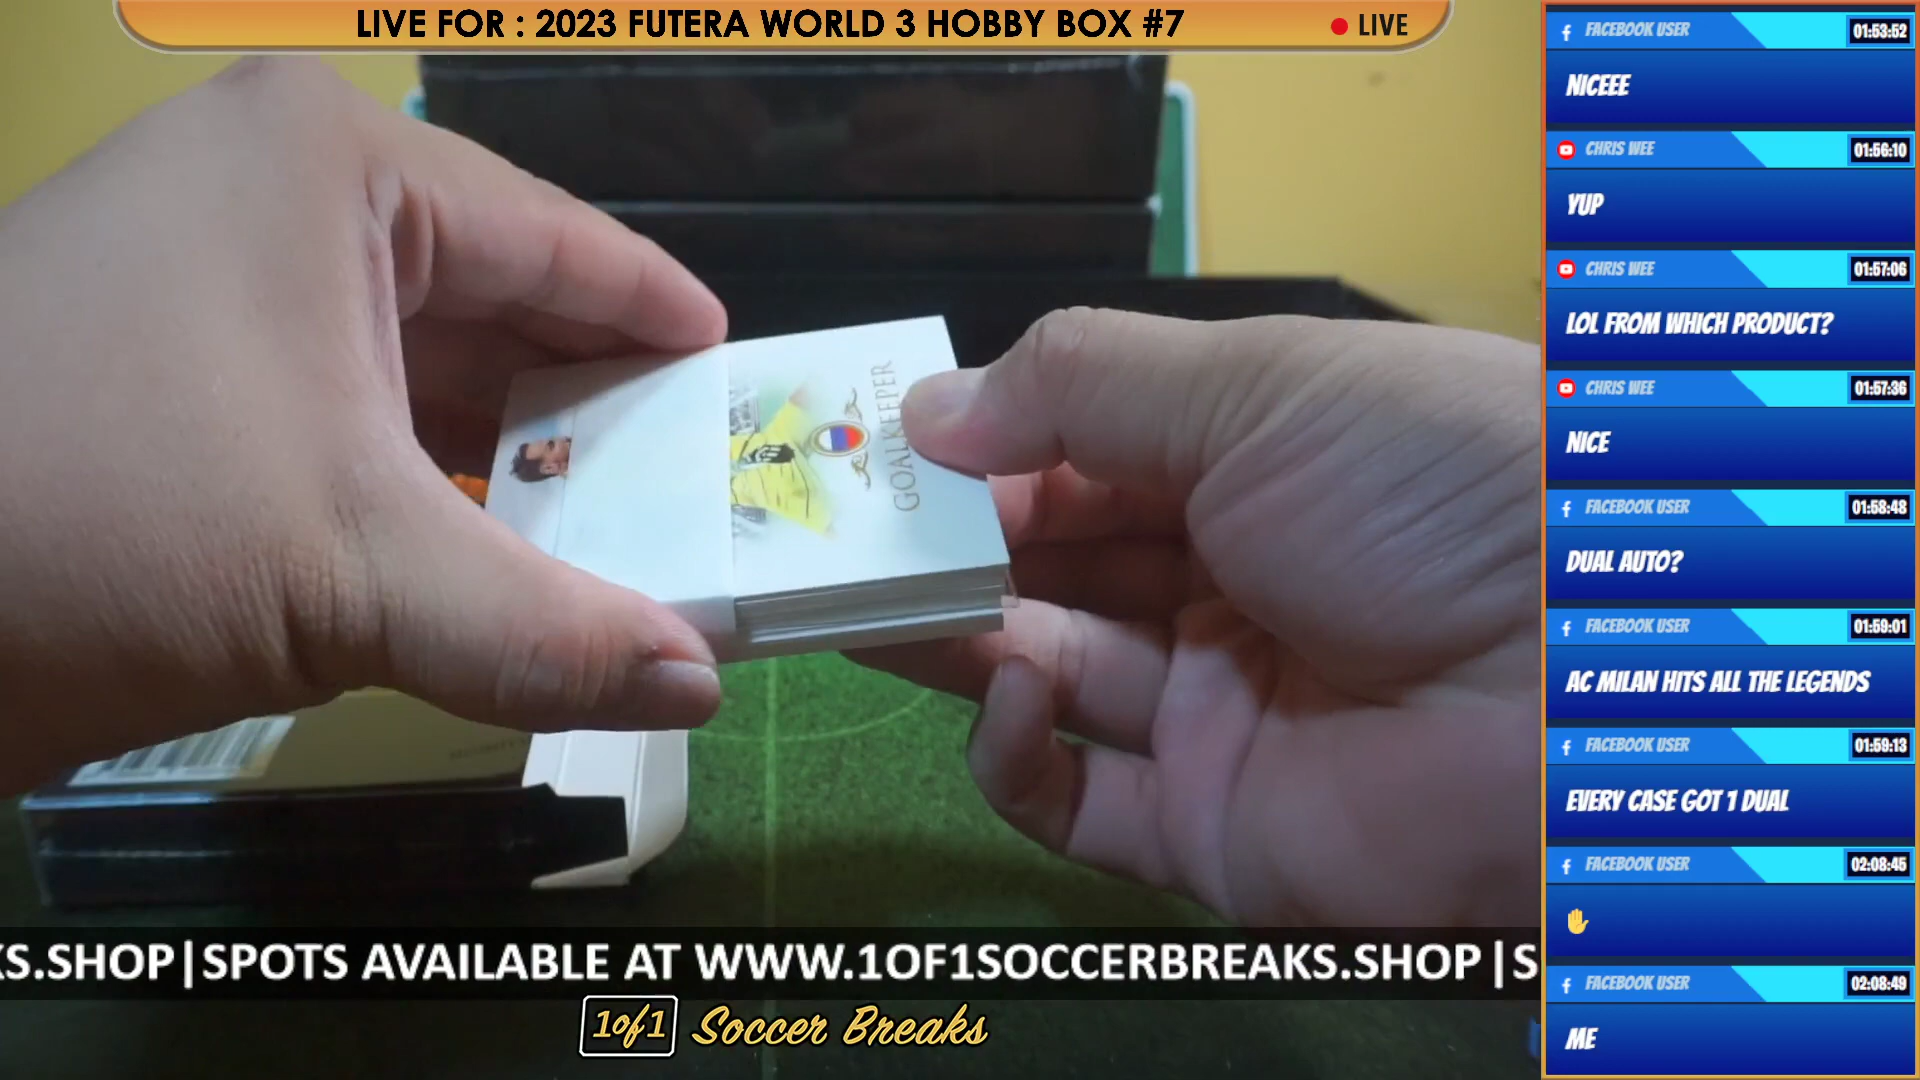 LIVE FOR : 2023 FUTERA WORLD 3 HOBBY BOX #7
LIVE
GOALKEEPER
KS.SHOP|SPOTS AVAILABLE AT WWW.1OF1SOCCERBREAKS.SHOP|S
1of1 Soccer Breaks
FACEBOOK USER 01:53:52
NICEEE
CHRIS WEE 01:56:10
YUP
CHRIS WEE 01:57:06
LOL FROM WHICH PRODUCT?
CHRIS WEE 01:57:36
NICE
FACEBOOK USER 01:58:48
DUAL AUTO?
FACEBOOK USER 01:59:01
AC MILAN HITS ALL THE LEGENDS
FACEBOOK USER 01:59:13
EVERY CASE GOT 1 DUAL
FACEBOOK USER 02:08:45
✋
FACEBOOK USER 02:08:49
ME